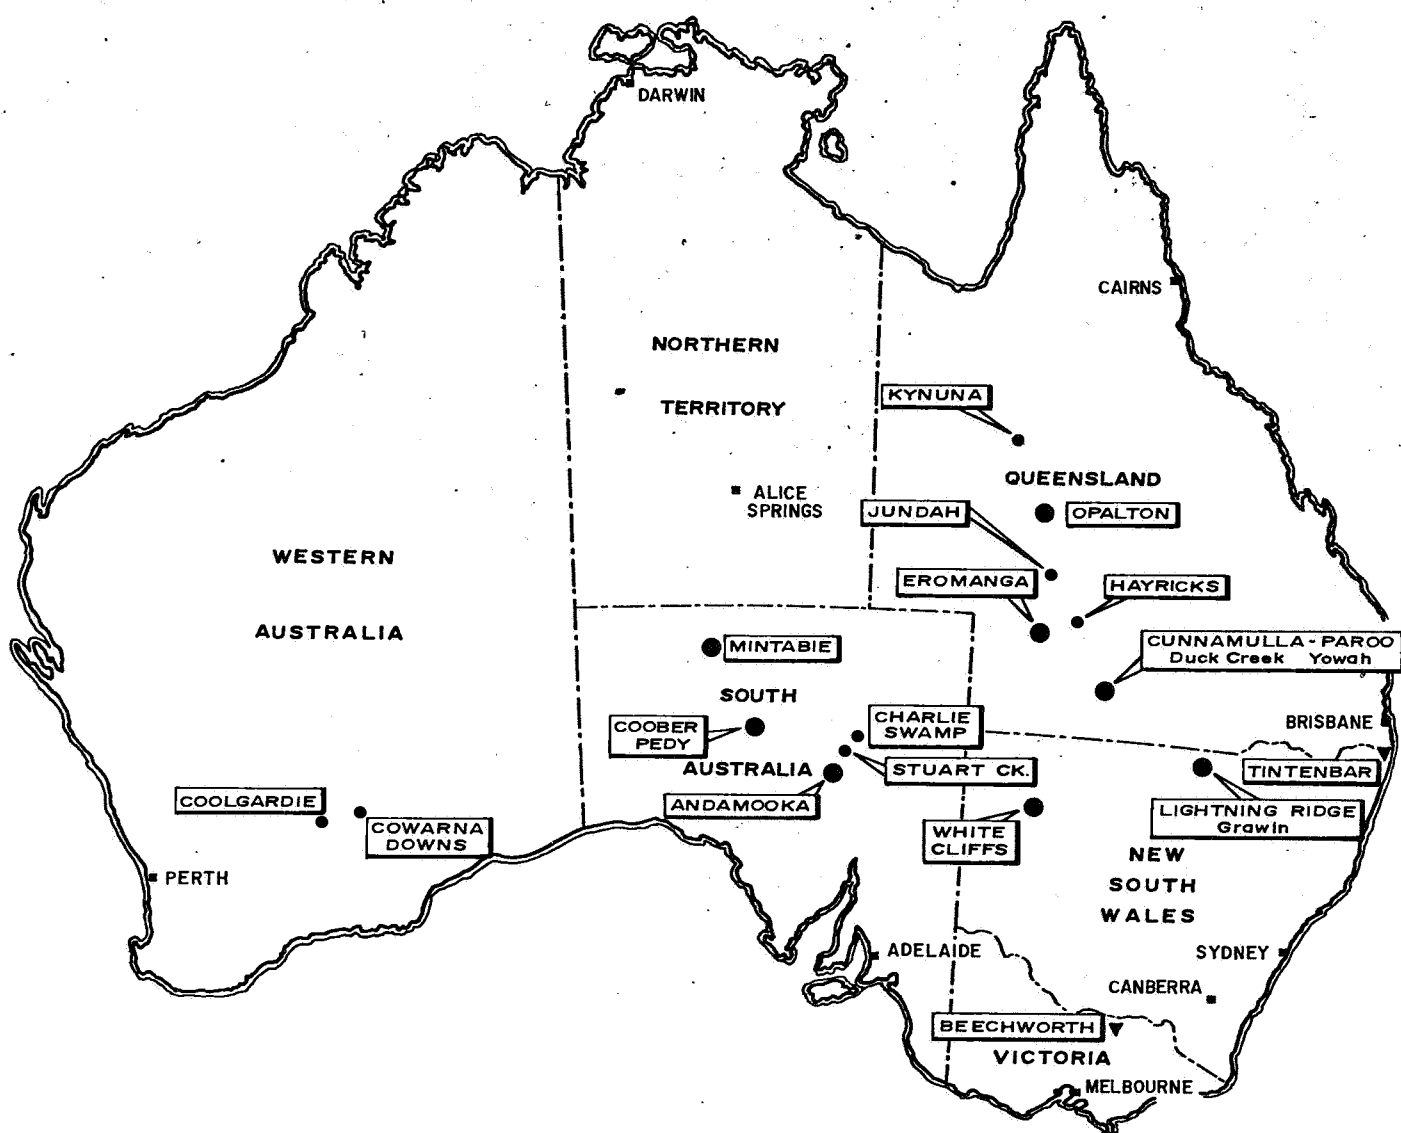 DARWIN
CAIRNS
NORTHERN
TERRITORY
KYNUNA
QUEENSLAND
ALICE
SPRINGS
JUNDAH
OPALTON
WESTERN
AUSTRALIA
EROMANGA
HAYRICKS
MINTABIE
CUNNAMULLA-PAROO
Duck Creek Yowah
SOUTH
AUSTRALIA
COOBER
PEDY
CHARLIE
SWAMP
BRISBANE
STUART CK.
TINTENBAR
ANDAMOOKA
COOLGARDIE
COWARNA
DOWNS
WHITE
CLIFFS
LIGHTNING RIDGE
Grawin
NEW
SOUTH
WALES
PERTH
ADELAIDE
SYDNEY
CANBERRA
BEECHWORTH
VICTORIA
MELBOURNE